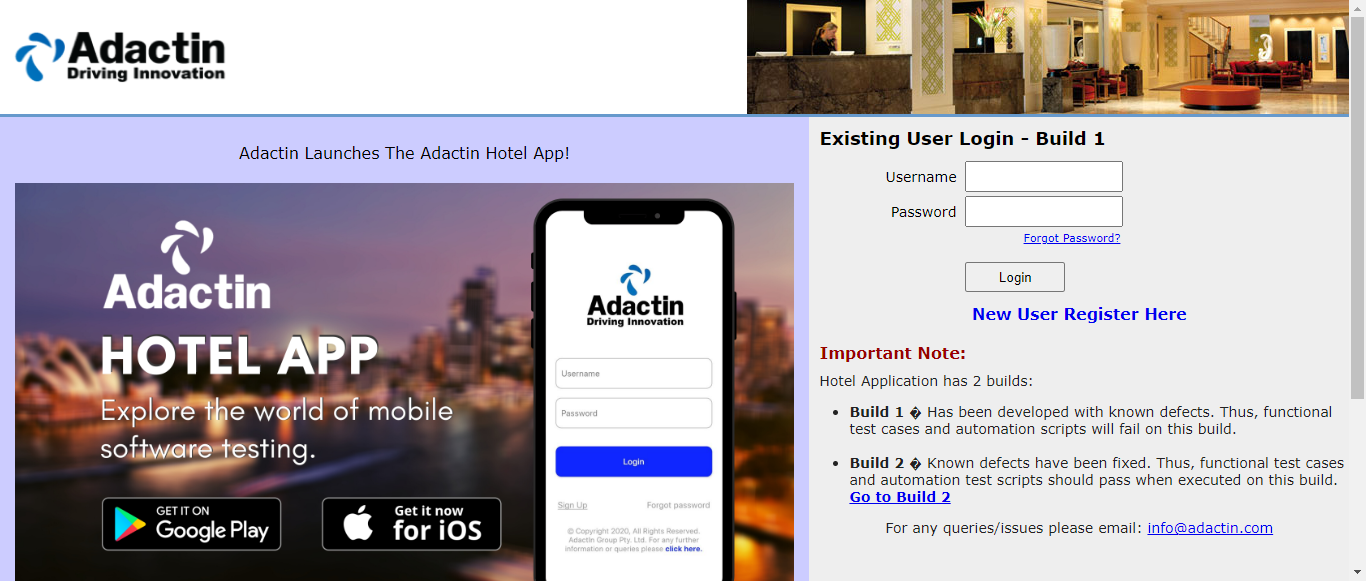 Adactin
Driving Innovation
Adactin Launches The Adactin Hotel App!
Adactin
HOTEL APP
Explore the world of mobile
software testing.
GET IT ON
Google Play
Get it now
for iOS
Adactin
Driving Innovation
Username
Password
Login
Sign Up Forgot password
© Copyright 2020, All Rights Reserved.
Adactin Group Pty. Ltd. For any further
information or queries please click here.
Existing User Login - Build 1
Username
Password
Forgot Password?
Login
New User Register Here
Important Note:
Hotel Application has 2 builds:
• Build 1 � Has been developed with known defects. Thus, functional
test cases and automation scripts will fail on this build.
• Build 2 � Known defects have been fixed. Thus, functional test cases
and automation test scripts should pass when executed on this build.
Go to Build 2
For any queries/issues please email: info@adactin.com